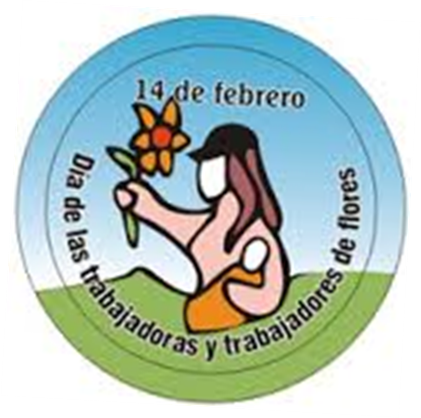 14 de febrero
Día de las trabajadoras y trabajadores de flores